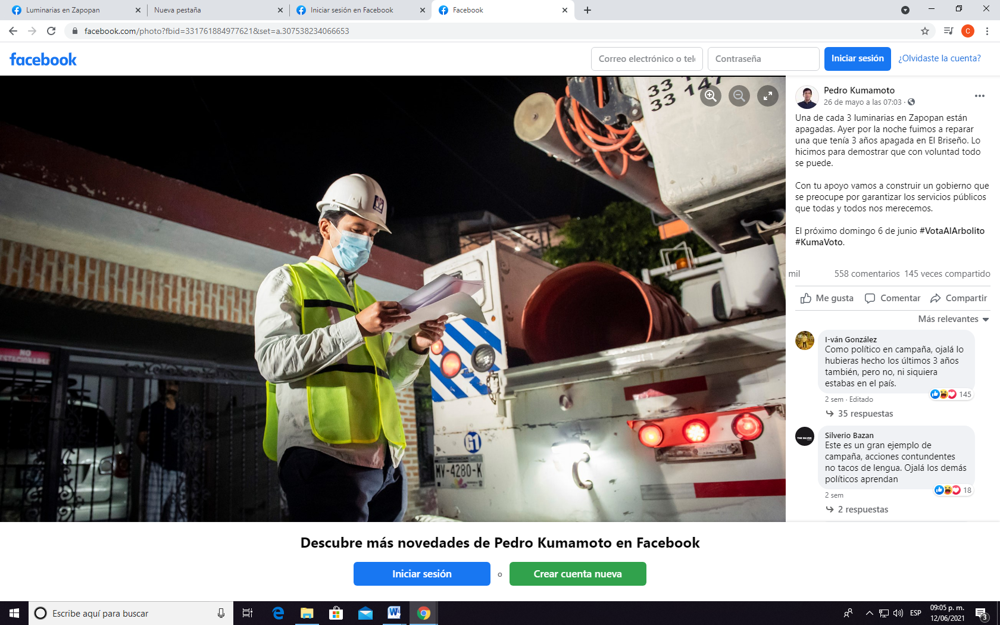 Luminarias en Zapopan
Nueva pestaña
Iniciar sesión en Facebook
Facebook
facebook.com/photo?fbid=331761884977621&set=a.307538234066653
C
facebook
Correo electrónico o telé
Contraseña
Iniciar sesión
¿Olvidaste la cuenta?
33 1
33 147
NO
G1
MICHOACAN
MV-4280-K
Pedro Kumamoto
26 de mayo a las 07:03 ·
Una de cada 3 luminarias en Zapopan están
apagadas. Ayer por la noche fuimos a reparar
una que tenía 3 años apagada en El Briseño. Lo
hicimos para demostrar que con voluntad todo
se puede.
Con tu apoyo vamos a construir un gobierno que
se preocupe por garantizar los servicios públicos
que todas y todos nos merecemos.
El próximo domingo 6 de junio #VotaAlArbolito
#KumaVoto.
mil
558 comentarios 145 veces compartido
Me gusta
Comentar
Compartir
Más relevantes
I-ván González
Como político en campaña, ojalá lo
hubieras hecho los últimos 3 años
también, pero no, ni siquiera
estabas en el país.
145
2 sem · Editado
35 respuestas
THE SILVER
Silverio Bazan
Este es un gran ejemplo de
campaña, acciones contundentes
no tacos de lengua. Ojalá los demás
políticos aprendan
18
2 sem
2 respuestas
Descubre más novedades de Pedro Kumamoto en Facebook
Iniciar sesión
o
Crear cuenta nueva
Escribe aquí para buscar
ESP
09:05 p. m.
12/06/2021
3